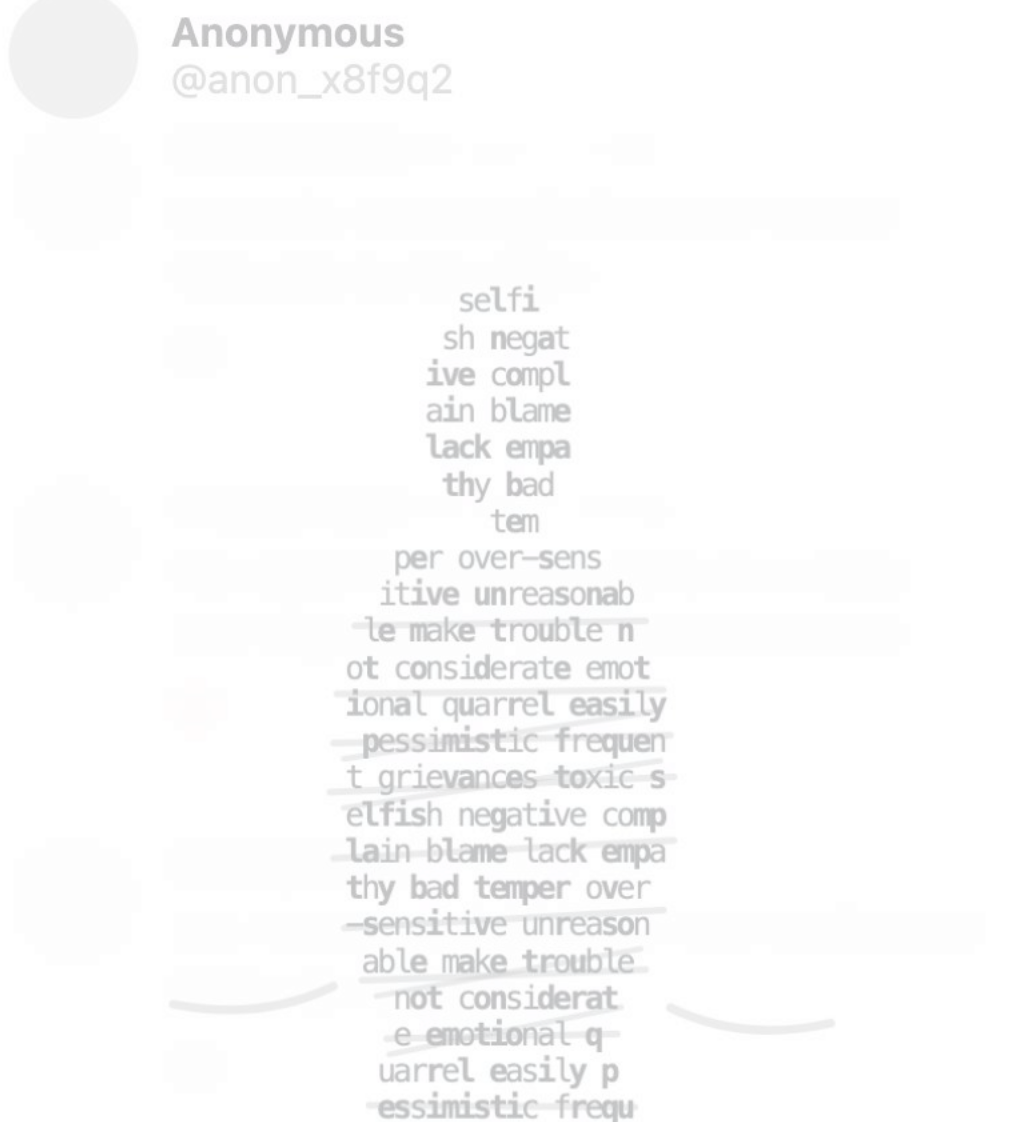 Anonymous
@anon_x8f9q2
selfi
sh negat
ive compl
ain blame
lack empa
thy bad
tem
per over-sens
itive unreasonab
le make trouble n
ot considerate emot
ional quarrel easily
pessimistic frequen
t grievances toxic s
elfish negative comp
lain blame lack empa
thy bad temper over
-sensitive unreason
able make trouble
not considerat
e emotional q
uarrel easily p
essimistic frequ